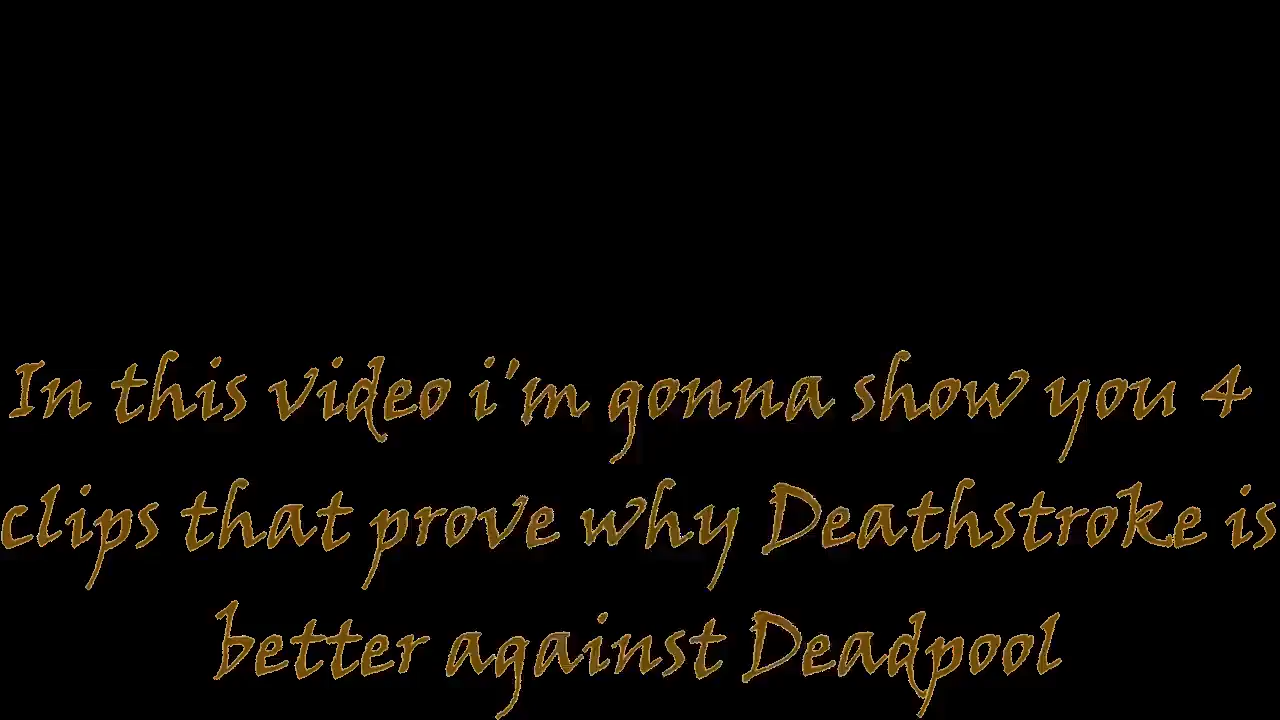 In this video i'm gonna show you 4
clips that prove why Deathstroke is
better against Deadpool